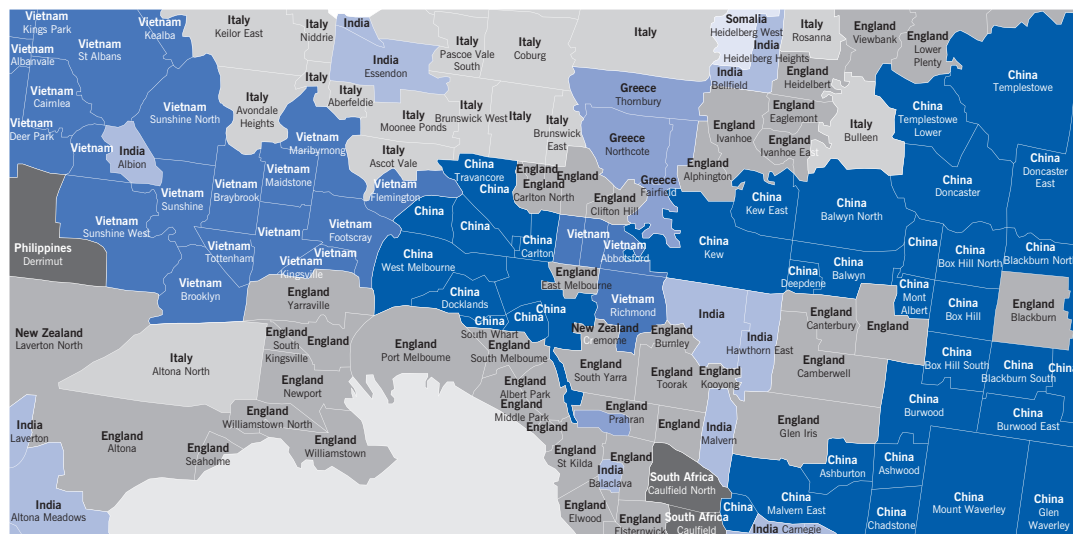 Vietnam
Kings Park
Vietnam
Kealba
Italy
Keilor East
Italy
Niddrie
India
Italy
Pascoe Vale
South
Italy
Coburg
Italy
Somalia
Heidelberg West
Italy
Rosanna
England
Viewbank
England
Lower
Plenty
Vietnam
Albanvale
Vietnam
St Albans
India
Essendon
India
Heidelberg Heights
India
Bellfield
England
Heidelbert
China
Templestowe
Vietnam
Cairnlea
Vietnam
Sunshine North
Italy
Avondale
Heights
Italy
Italy
Aberfeldie
Italy
Moonee Ponds
Italy
Brunswick West
Italy
Italy
Brunswick
East
Greece
Thornbury
England
Eaglemont
China
Templestowe
Lower
Vietnam
Deer Park
Vietnam
India
Albion
Vietnam
Maribyrnong
Italy
Ascot Vale
Greece
Northcote
England
Ivanhoe
England
Ivanhoe East
Italy
Bulleen
Vietnam
Maidstone
China
Travancore
China
England
England
Carlton North
England
England
Alphington
China
Doncaster
China
Doncaster
East
Vietnam
Sunshine
Vietnam
Braybrook
Vietnam
Flemington
England
Clifton Hill
Greece
Fairfield
China
Kew East
China
Balwyn North
Vietnam
Sunshine West
Vietnam
Vietnam
Footscray
China
China
China
Carlton
Vietnam
Vietnam
Abbotsford
China
Kew
China
China
Box Hill North
China
Blackburn North
Philippines
Derrimut
Vietnam
Tottenham
Vietnam
Kingsville
Vietnam
China
West Melbourne
England
East Melbourne
China
Deepdene
China
Balwyn
China
Mont
Albert
Vietnam
Brooklyn
England
Yarraville
China
Docklands
China
China
Vietnam
Richmond
India
England
Canterbury
England
China
Box Hill
England
Blackburn
New Zealand
Laverton North
England
South
Kingsville
England
England
Port Melbourne
China
South Wharf
England
South Melbourne
New Zealand
Cremorne
England
Burnley
India
Hawthorn East
Italy
Altona North
England
Newport
England
Albert Park
England
South Yarra
England
Toorak
England
Kooyong
England
Camberwell
China
Box Hill South
China
Blackburn South
India
Laverton
England
Altona
England
Williamstown North
England
Williamstown
England
Seaholme
England
Middle Park
England
England
Prahran
England
India
Malvern
England
Glen Iris
China
Burwood
China
Burwood East
England
St Kilda
England
India
Balaclava
South Africa
Caulfield North
China
Ashburton
China
Ashwood
India
Altona Meadows
England
Elwood
England
Elsternwick
South Africa
Caulfield
China
China
Malvern East
India Carnegie
China
Chadstone
China
Mount Waverley
China
Glen
Waverley